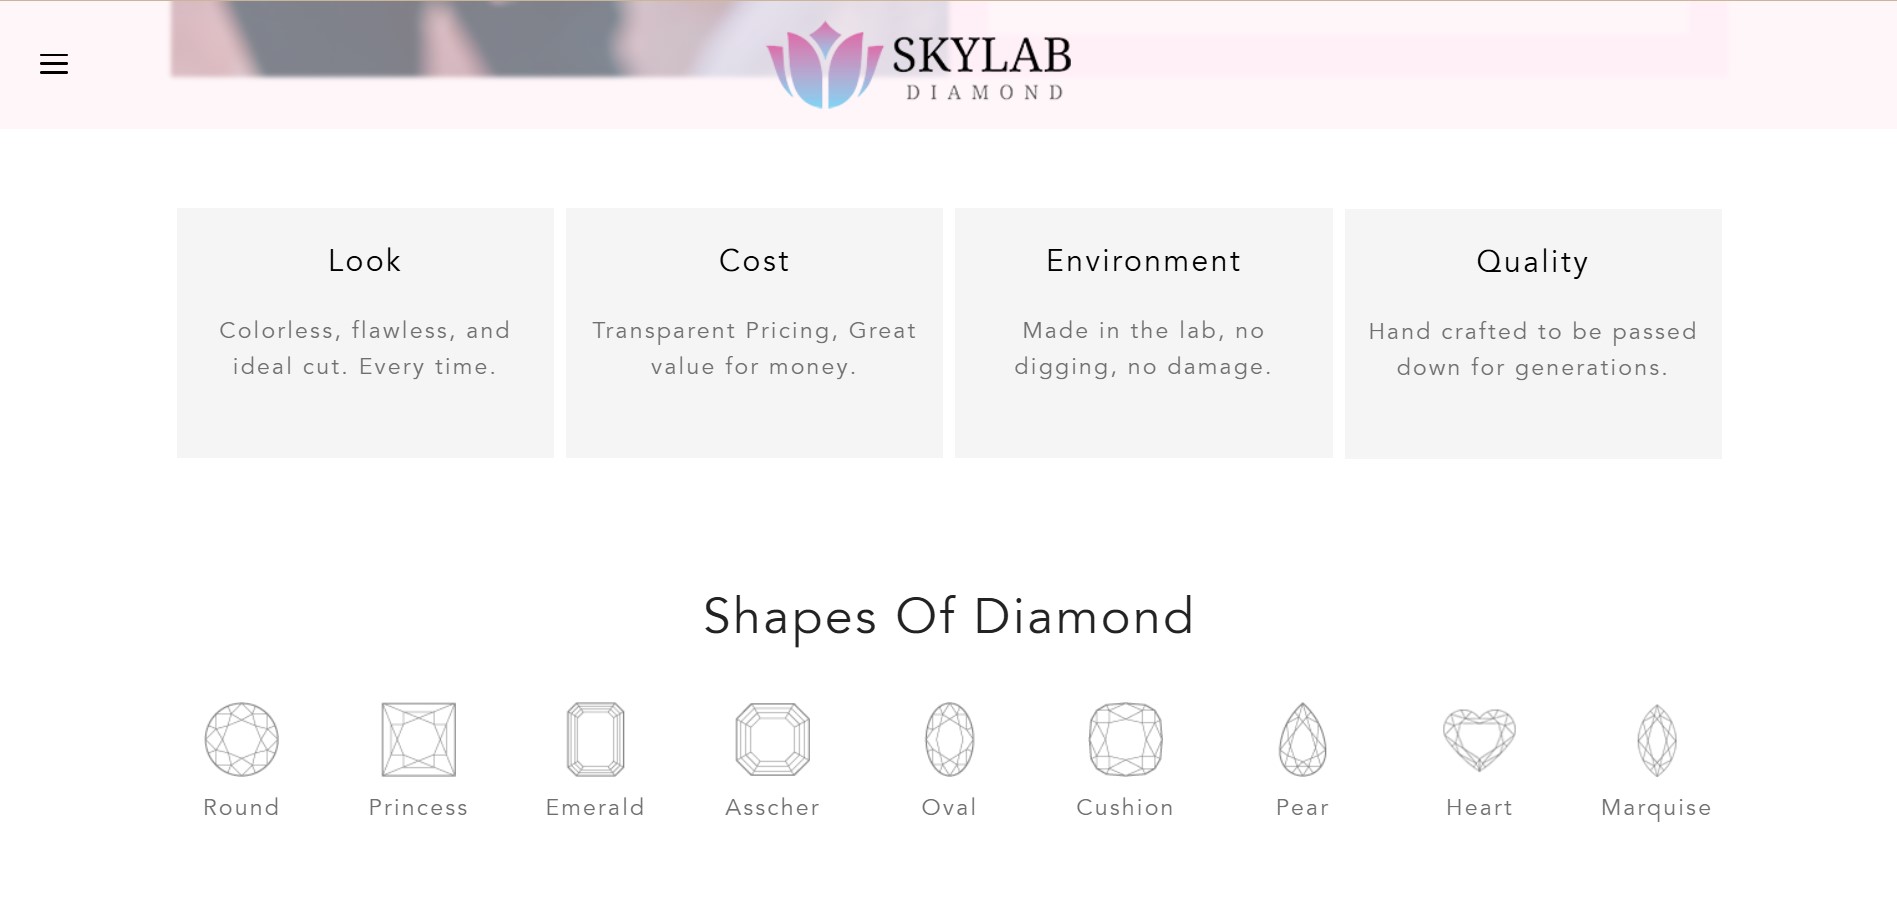 SKYLAB
DIAMOND
Look
Colorless, flawless, and
ideal cut. Every time.
Cost
Transparent Pricing, Great
value for money.
Environment
Made in the lab, no
digging, no damage.
Quality
Hand crafted to be passed
down for generations.
Shapes Of Diamond
Round
Princess
Emerald
Asscher
Oval
Cushion
Pear
Heart
Marquise